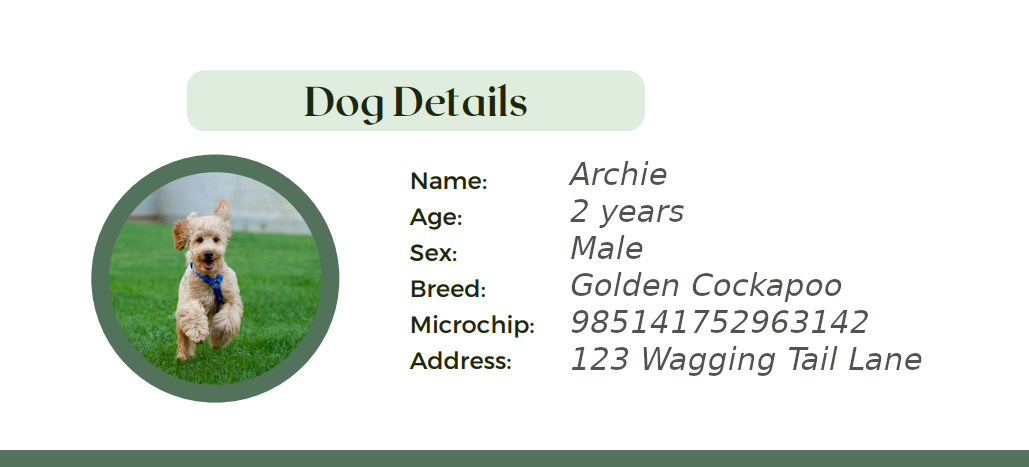 Dog Details
Name: Archie
Age: 2 years
Sex: Male
Breed: Golden Cockapoo
Microchip: 985141752963142
Address: 123 Wagging Tail Lane